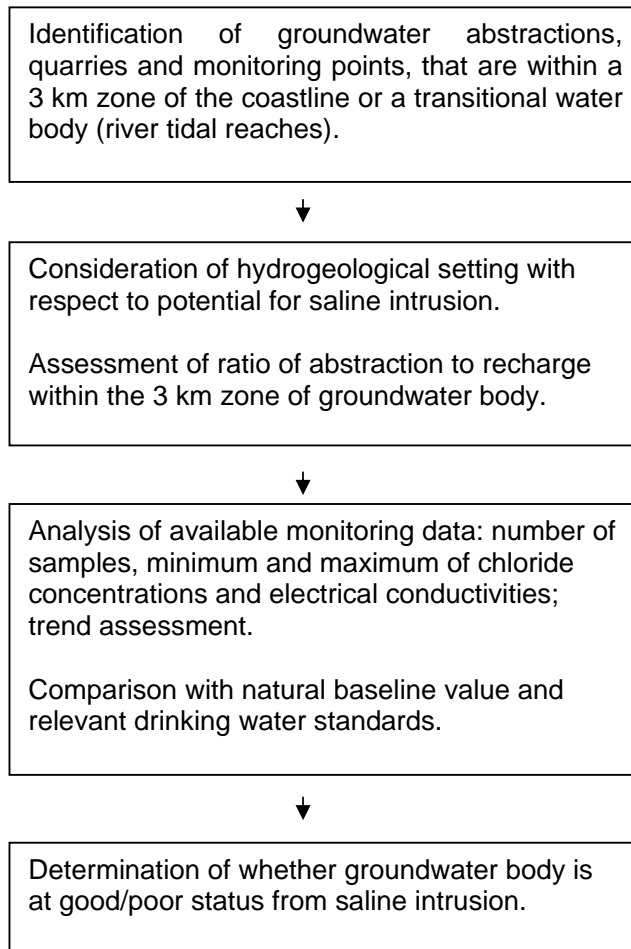 Identification of groundwater abstractions,
quarries and monitoring points, that are within a
3 km zone of the coastline or a transitional water
body (river tidal reaches).
Consideration of hydrogeological setting with
respect to potential for saline intrusion.
Assessment of ratio of abstraction to recharge
within the 3 km zone of groundwater body.
Analysis of available monitoring data: number of
samples, minimum and maximum of chloride
concentrations and electrical conductivities;
trend assessment.
Comparison with natural baseline value and
relevant drinking water standards.
Determination of whether groundwater body is
at good/poor status from saline intrusion.